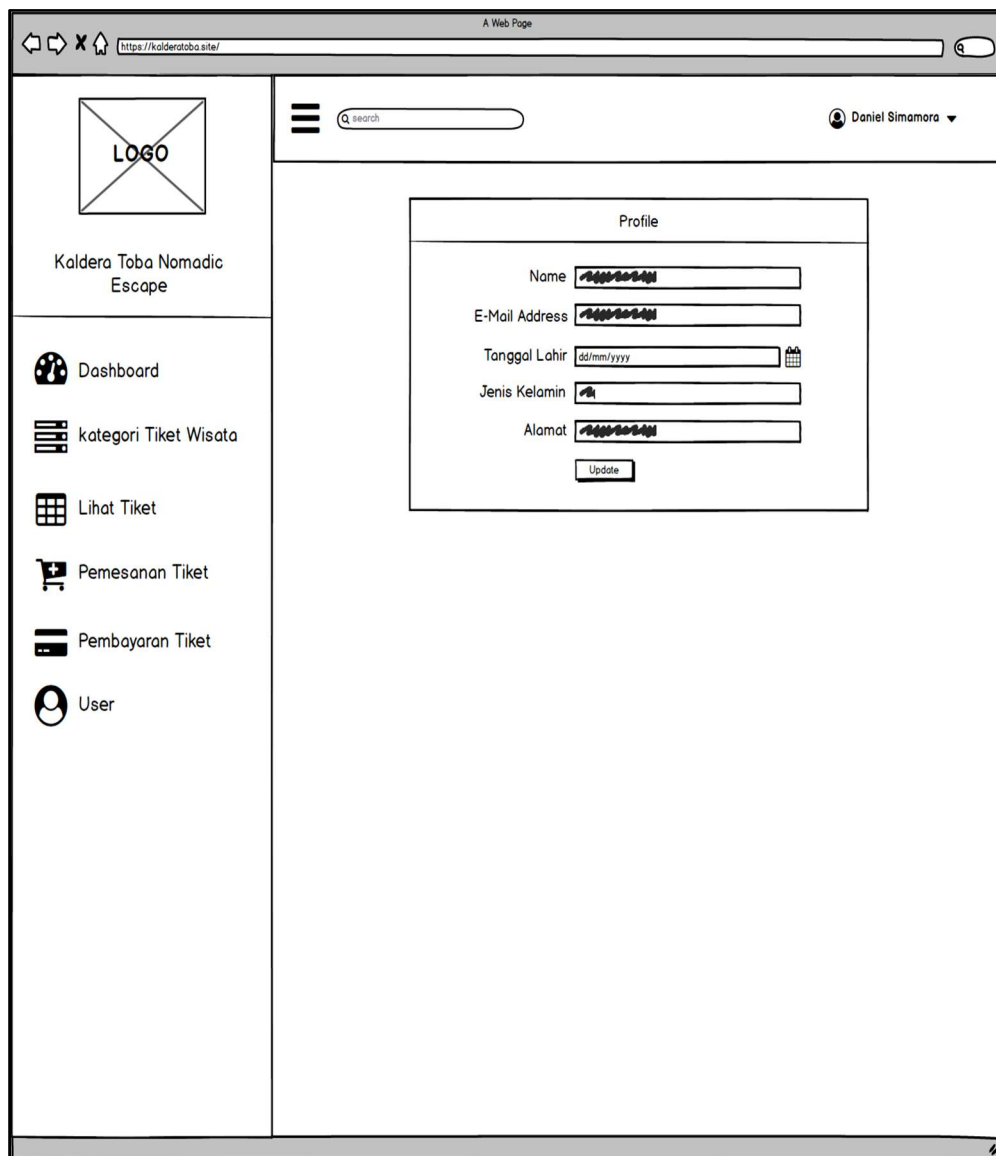 A Web Page
https://kalderatoba.site/
LOGO
Kaldera Toba Nomadic
Escape
Dashboard
kategori Tiket Wisata
Lihat Tiket
Pemesanan Tiket
Pembayaran Tiket
User
search
Daniel Simamora
Profile
Name
E-Mail Address
Tanggal Lahir dd/mm/yyyy
Jenis Kelamin
Alamat
Update